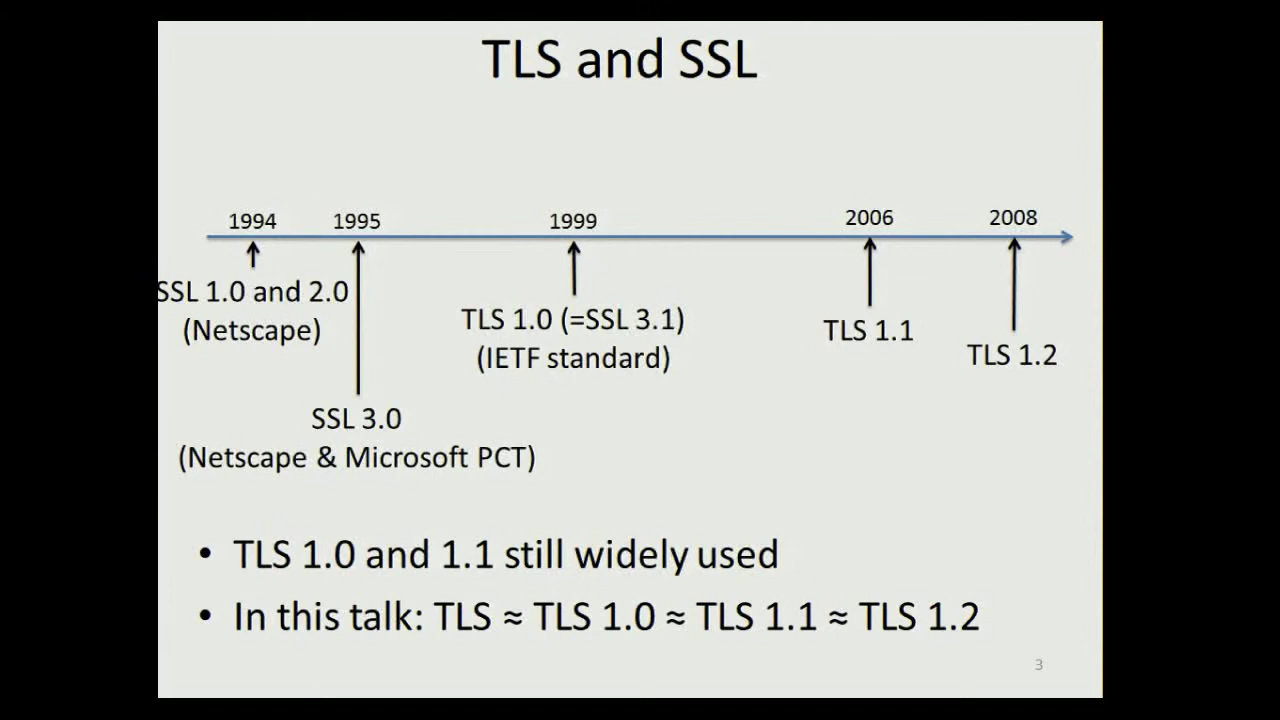 TLS and SSL
1994 1995 1999 2006 2008
SSL 1.0 and 2.0
(Netscape)
TLS 1.0 (=SSL 3.1)
(IETF standard)
TLS 1.1
TLS 1.2
SSL 3.0
(Netscape & Microsoft PCT)
• TLS 1.0 and 1.1 still widely used
• In this talk: TLS ≈ TLS 1.0 ≈ TLS 1.1 ≈ TLS 1.2
3